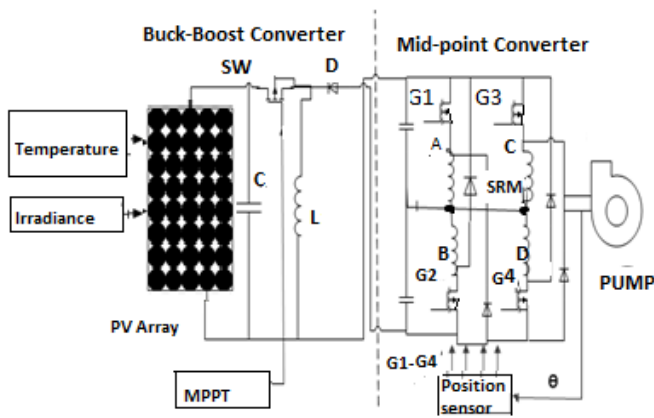 Buck-Boost Converter
Mid-point Converter
SW
D
G1
G3
Temperature
A
C
C
SRM
Irradiance
L
B
D
G2
G4
PUMP
PV Array
G1-G4
Position
sensor
θ
MPPT